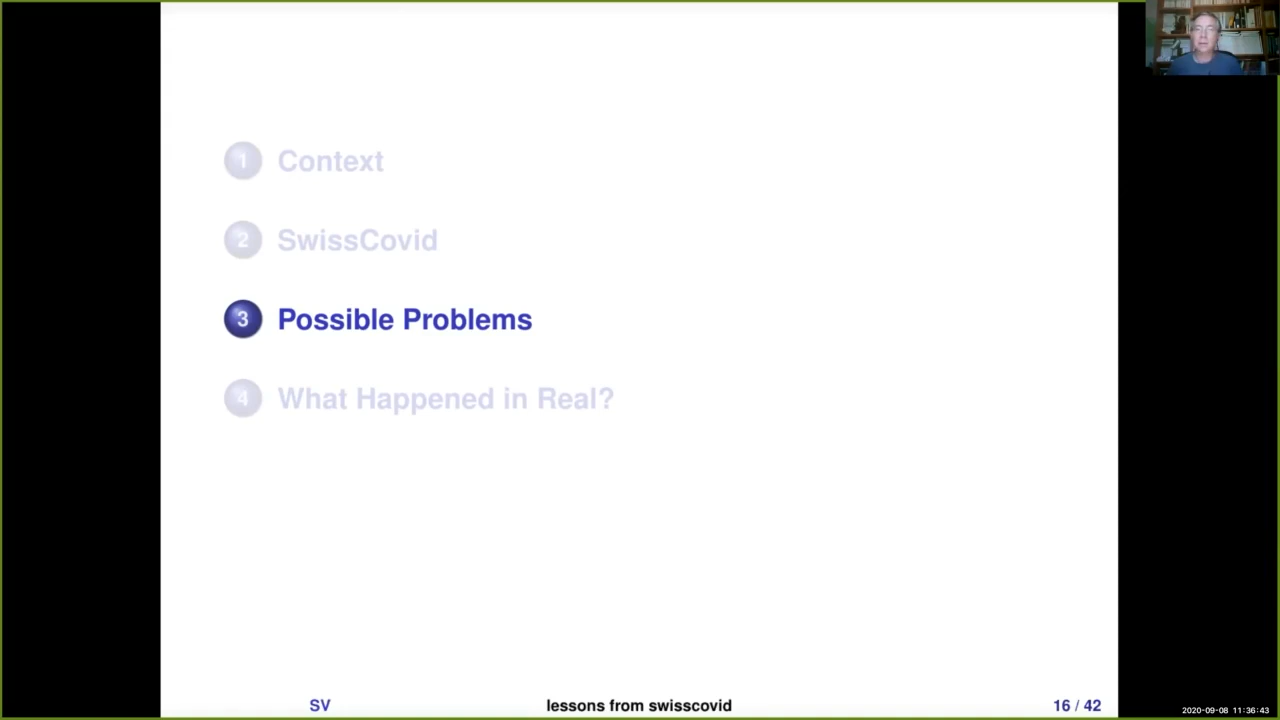 1 Context
2 SwissCovid
3 Possible Problems
4 What Happened in Real?
SV lessons from swisscovid 16 / 42
2020-09-08 11:36:43